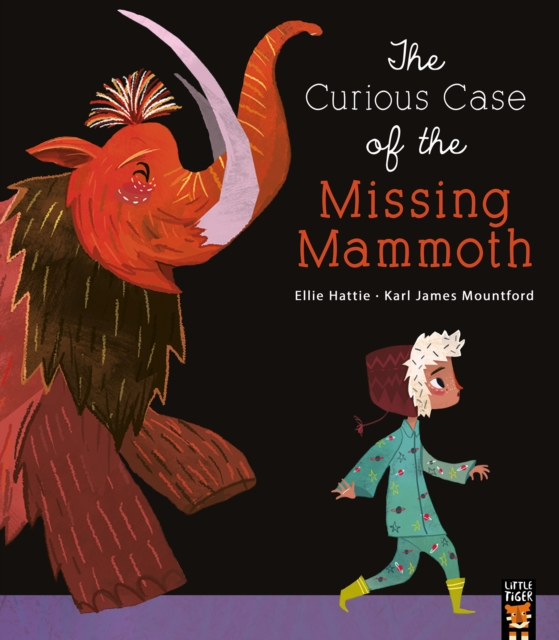 The
Curious Case
of the
Missing
Mammoth
Ellie Hattie • Karl James Mountford
LITTLE
TIGER